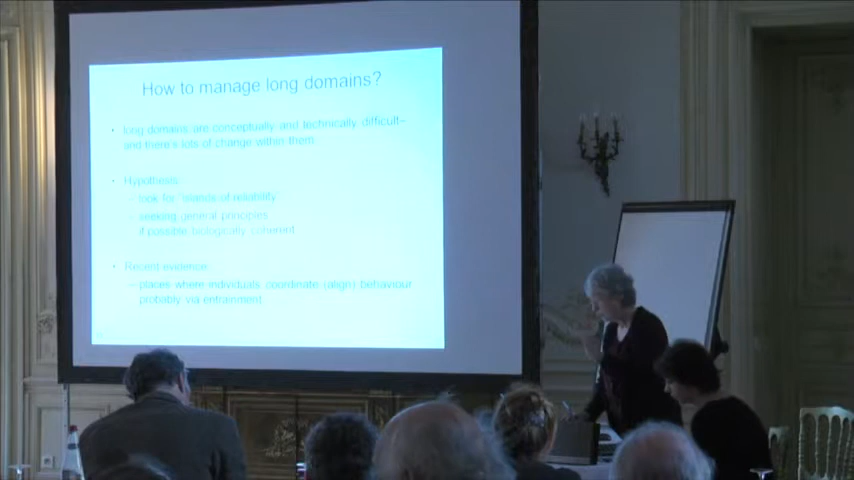 How to manage long domains?
• long domains are conceptually and technically difficult–
and there's lots of change within them
• Hypothesis:
– look for 'islands of reliability'
– seeking general principles
if possible biologically coherent
• Recent evidence:
– places where individuals coordinate (align) behaviour
probably via entrainment